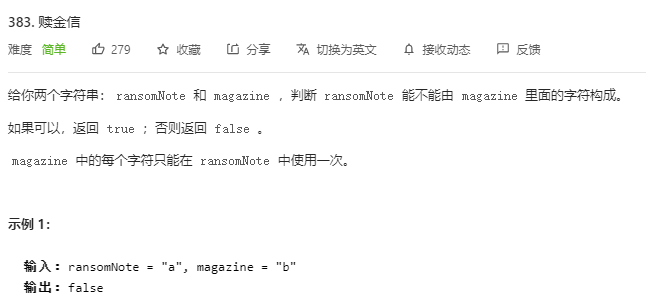 383. 赎金信
难度 简单 279 收藏 分享 切换为英文 接收动态 反馈
给你两个字符串：ransomNote 和 magazine ，判断 ransomNote 能不能由 magazine 里面的字符构成。
如果可以，返回 true ；否则返回 false 。
magazine 中的每个字符只能在 ransomNote 中使用一次。
示例 1：
输入：ransomNote = "a", magazine = "b"
输出：false